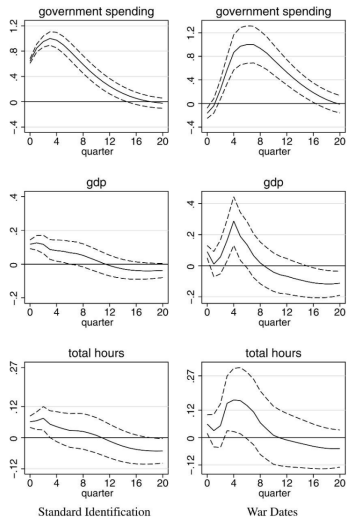 government spending
1.2
.8
.4
0
-.4
0 4 8 12 16 20
quarter
government spending
1.2
.8
.4
0
-.4
0 4 8 12 16 20
quarter
gdp
.4
.2
0
-.2
0 4 8 12 16 20
quarter
gdp
.4
.2
0
-.2
0 4 8 12 16 20
quarter
total hours
.27
.12
0
-.12
0 4 8 12 16 20
quarter
total hours
.27
.12
0
-.12
0 4 8 12 16 20
quarter
Standard Identification
War Dates